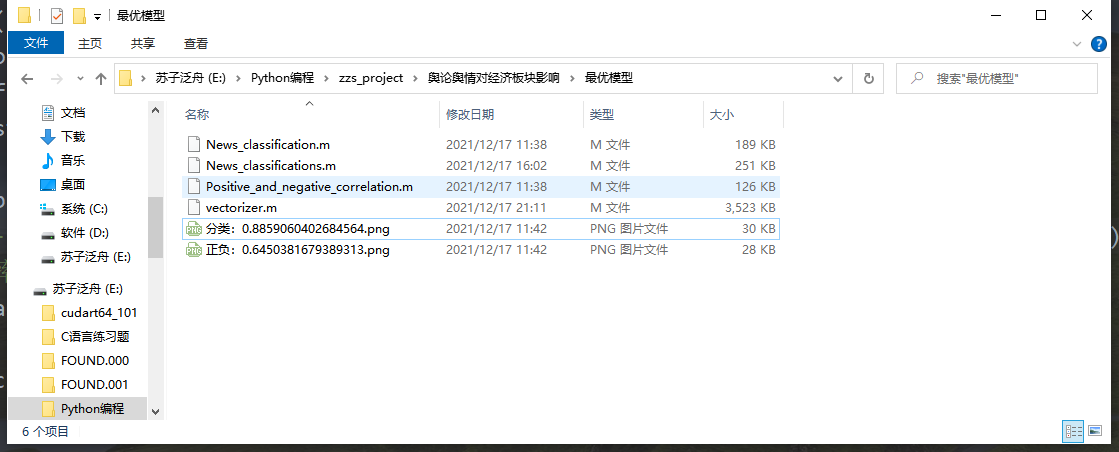 最优模型
文件 主页 共享 查看
苏子泛舟 (E:) Python编程 zzs_project 舆论舆情对经济板块影响 最优模型 搜索"最优模型"
文档
下载
音乐
桌面
系统 (C:)
软件 (D:)
苏子泛舟 (E:)
苏子泛舟 (E:)
cudart64_101
C语言练习题
FOUND.000
FOUND.001
Python编程
名称 修改日期 类型 大小
News_classification.m 2021/12/17 11:38 M 文件 189 KB
News_classifications.m 2021/12/17 16:02 M 文件 251 KB
Positive_and_negative_correlation.m 2021/12/17 11:38 M 文件 126 KB
vectorizer.m 2021/12/17 21:11 M 文件 3,523 KB
分类：0.8859060402684564.png 2021/12/17 11:42 PNG 图片文件 30 KB
正负：0.6450381679389313.png 2021/12/17 11:42 PNG 图片文件 28 KB
6 个项目